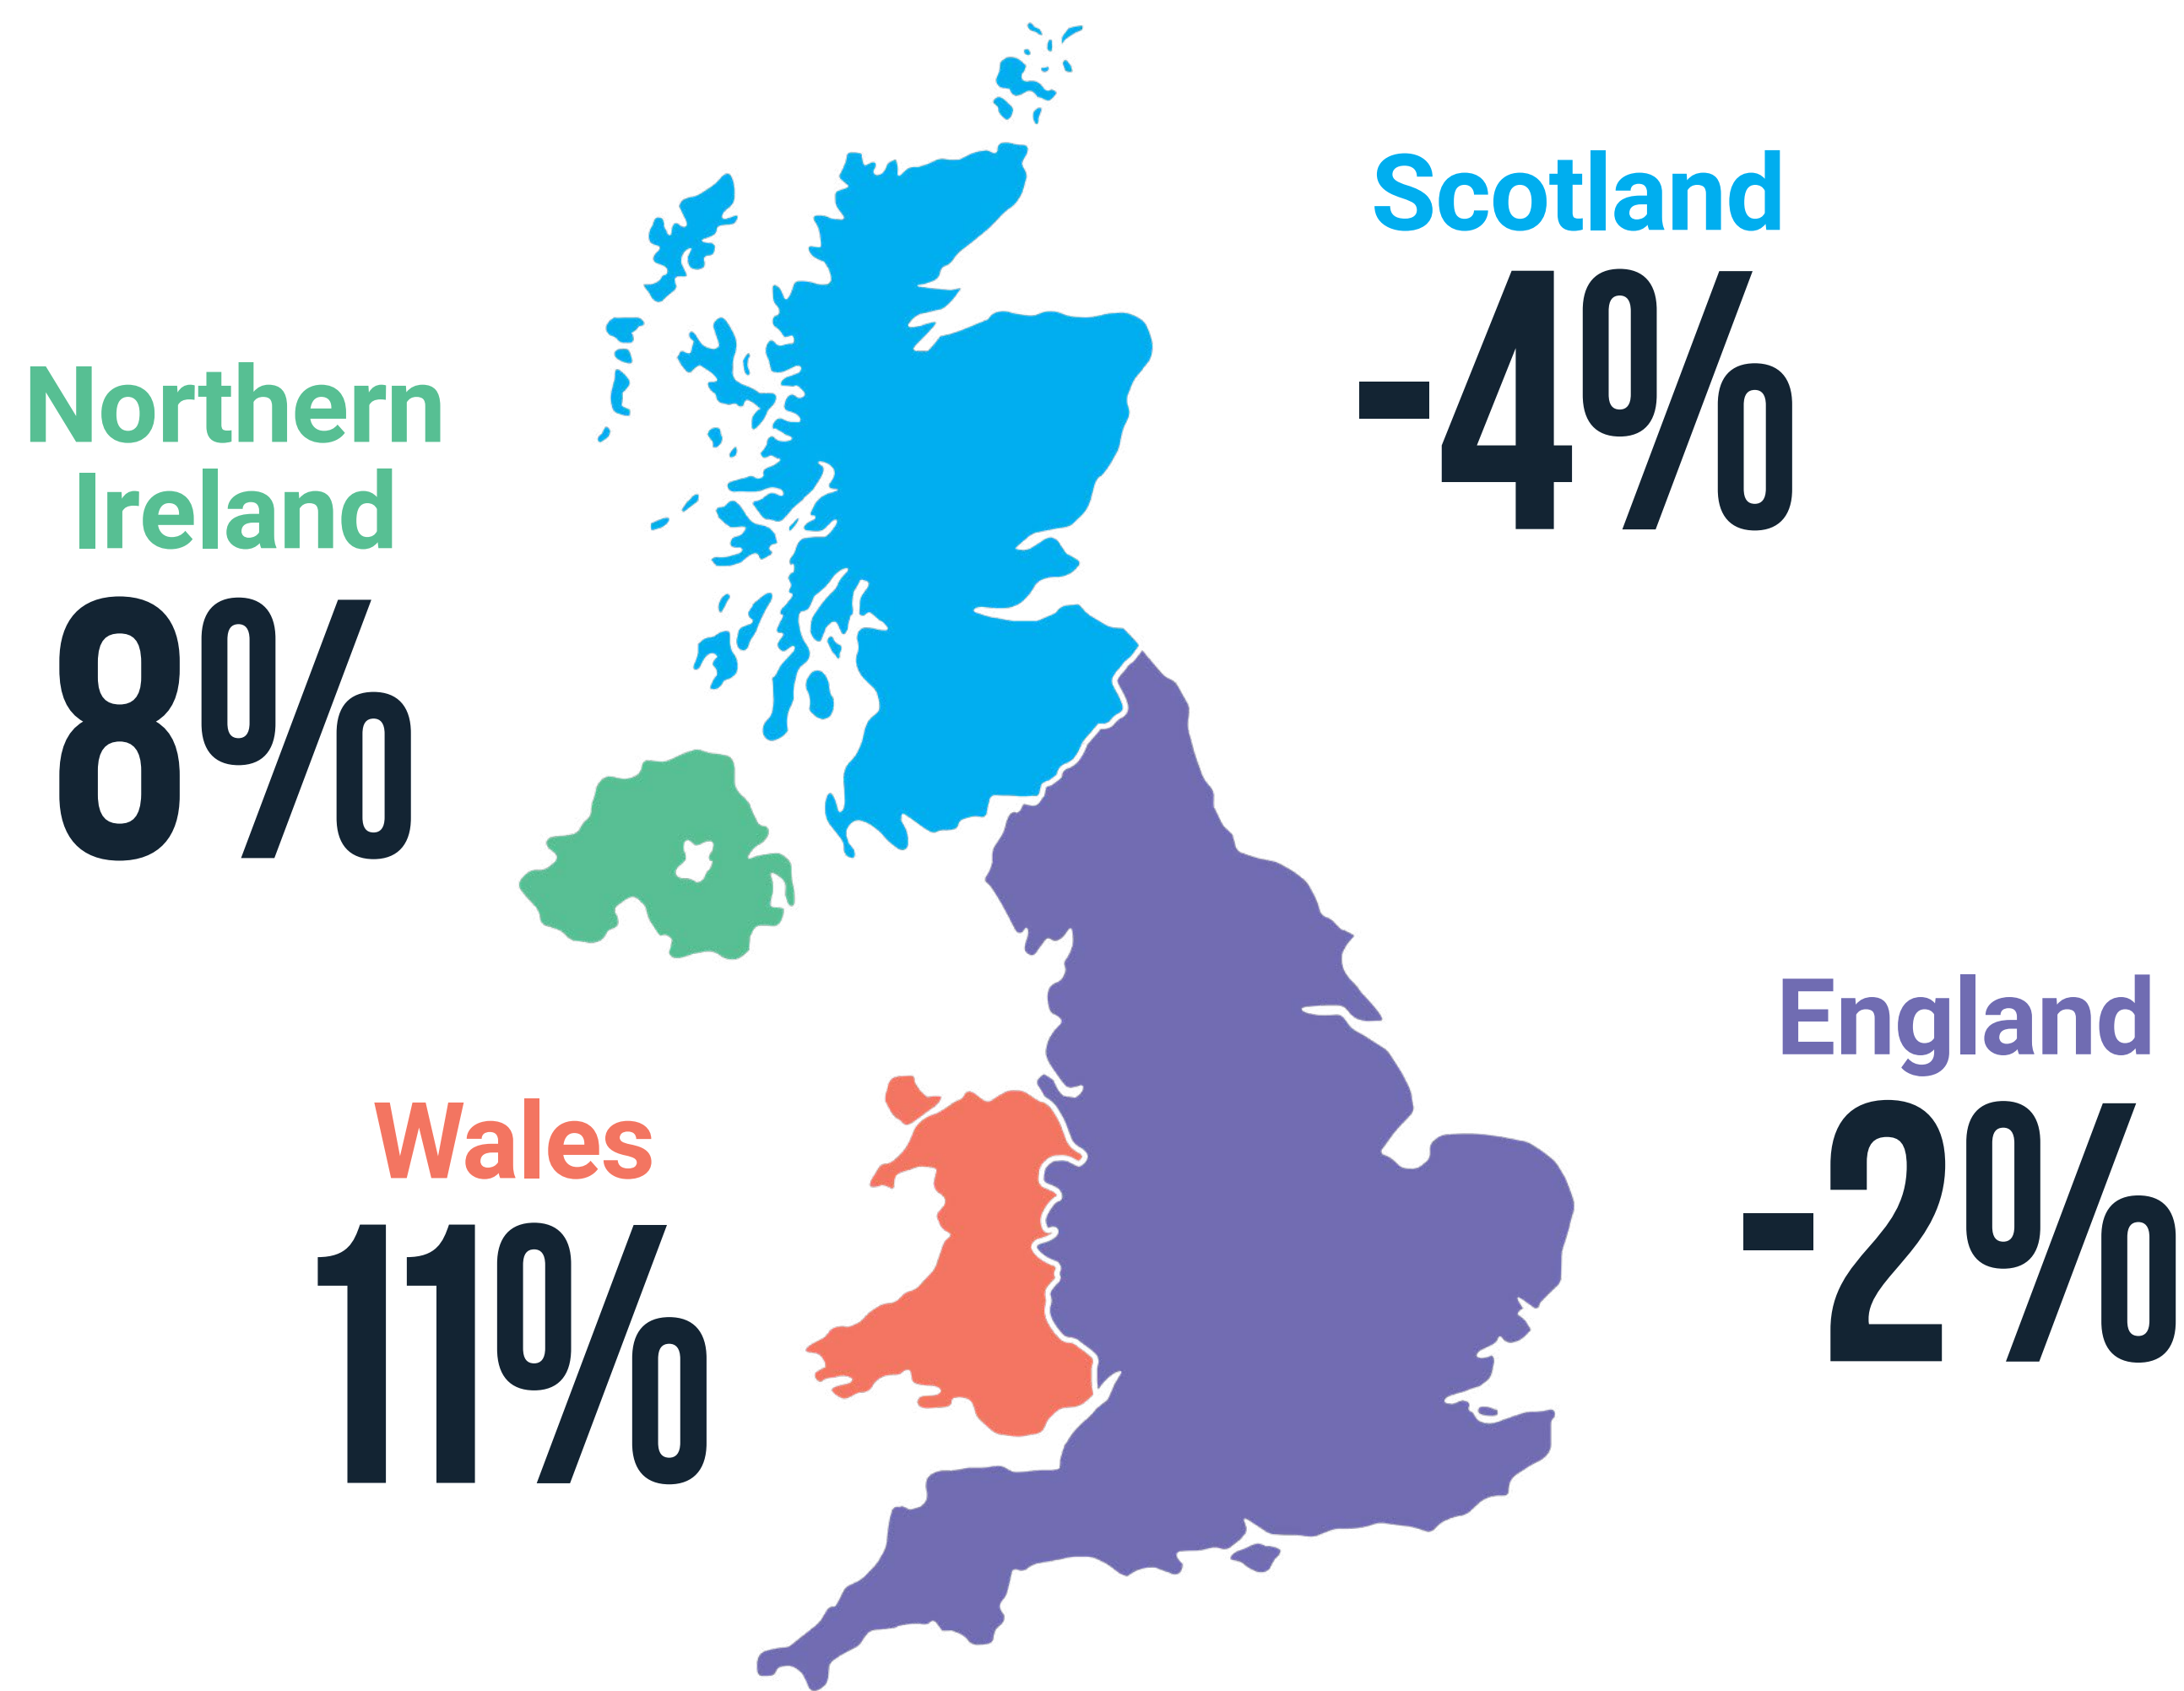 Scotland
-4%
Northern
Ireland
8%
England
-2%
Wales
11%